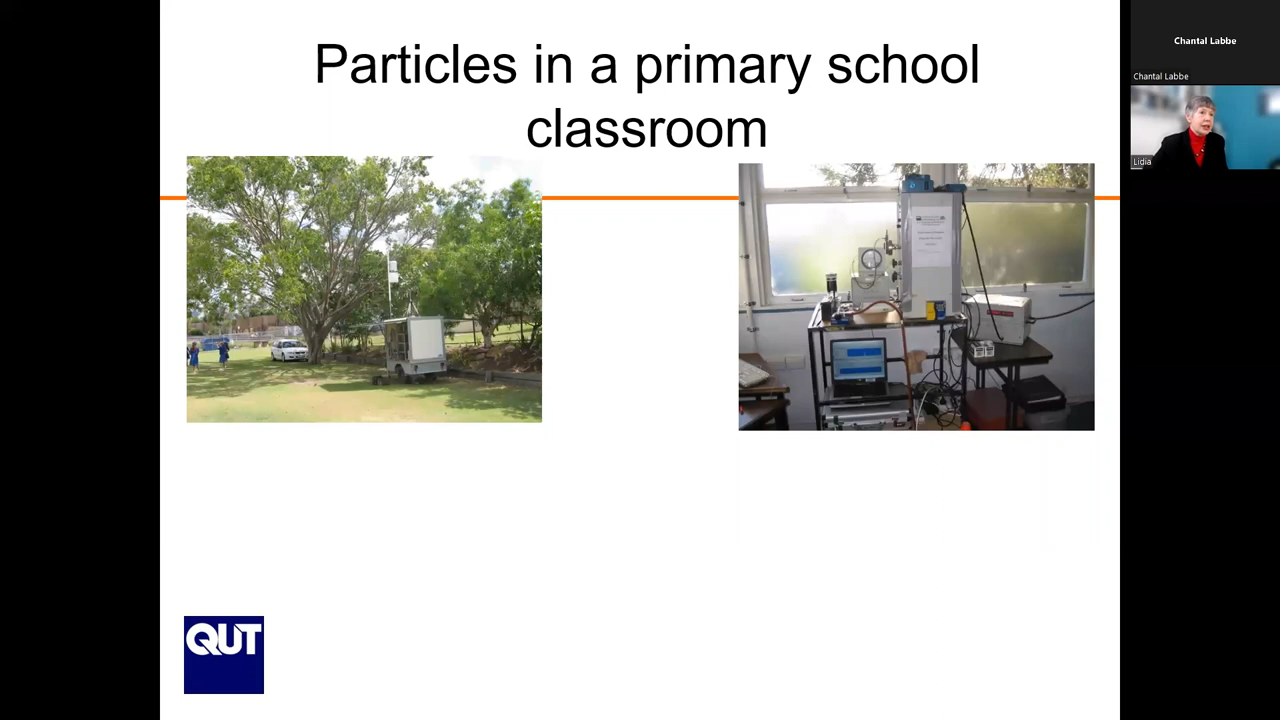 Particles in a primary school
classroom
QUT
Chantal Labbe
Chantal Labbe
Lidia